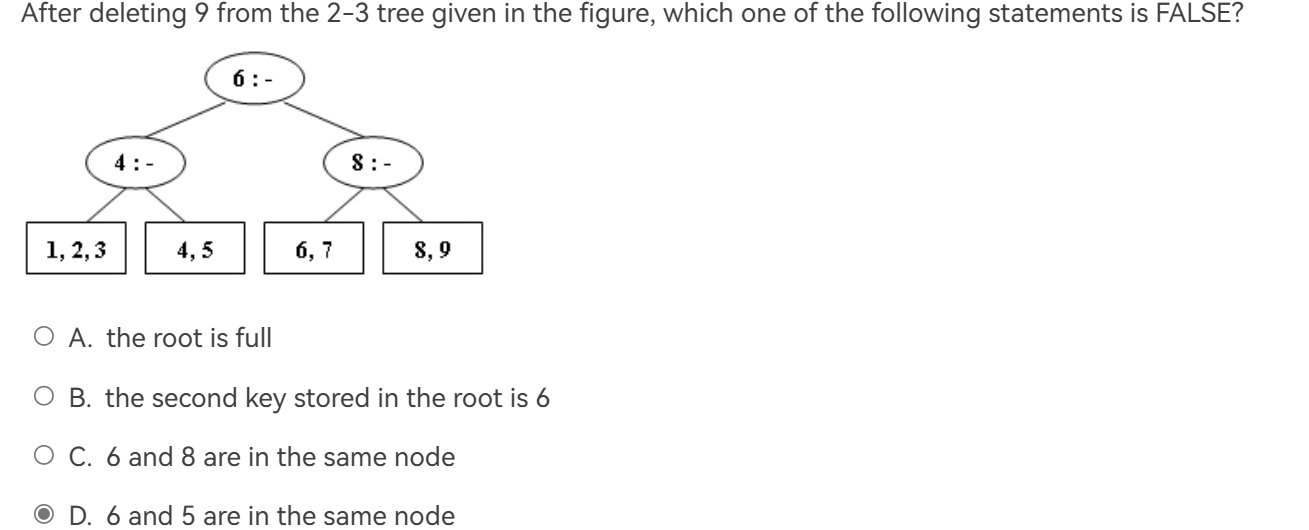 After deleting 9 from the 2-3 tree given in the figure, which one of the following statements is FALSE?
6 : -
4 : -
8 : -
1, 2, 3
4, 5
6, 7
8, 9
A. the root is full
B. the second key stored in the root is 6
C. 6 and 8 are in the same node
D. 6 and 5 are in the same node